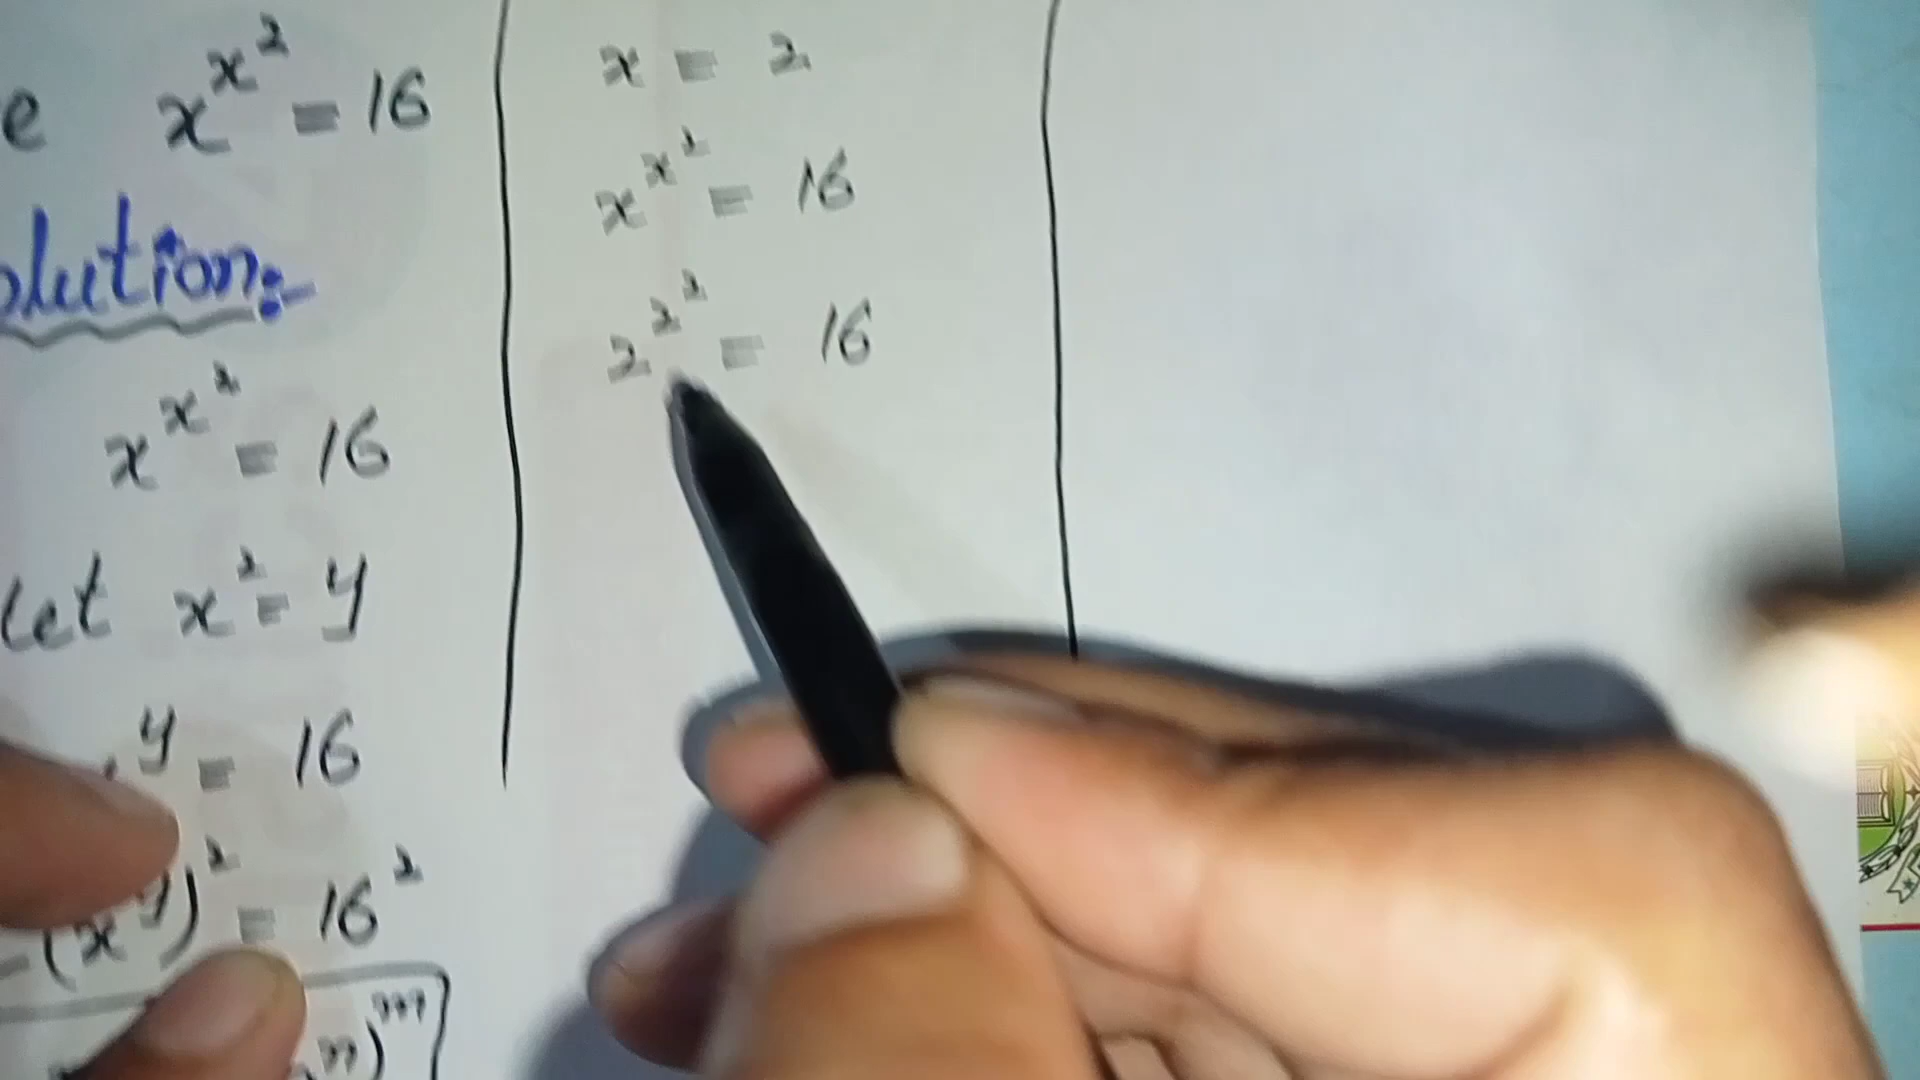 e x^x^2 = 16
olution:-
x^x^2 = 16
Let x^2 = y
y = 16
(x^y)^2 = 16^2
x = 2
x^x^2 = 16
2^2^2 = 16